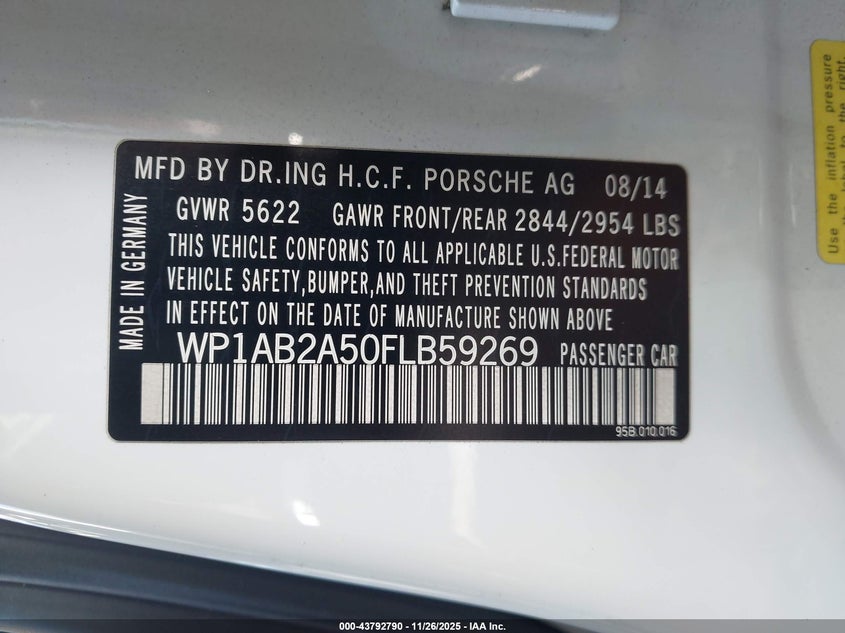 MFD BY DR.ING H.C.F. PORSCHE AG 08/14
GVWR 5622 GAWR FRONT/REAR 2844/2954 LBS
THIS VEHICLE CONFORMS TO ALL APPLICABLE U.S.FEDERAL MOTOR
VEHICLE SAFETY,BUMPER,AND THEFT PREVENTION STANDARDS
IN EFFECT ON THE DATE OF MANUFACTURE SHOWN ABOVE
WP1AB2A50FLB59269 PASSENGER CAR
95B.010.016
MADE IN GERMANY
Use the inflation pressure
the right.
000-43792790 - 11/26/2025 - IAA Inc.